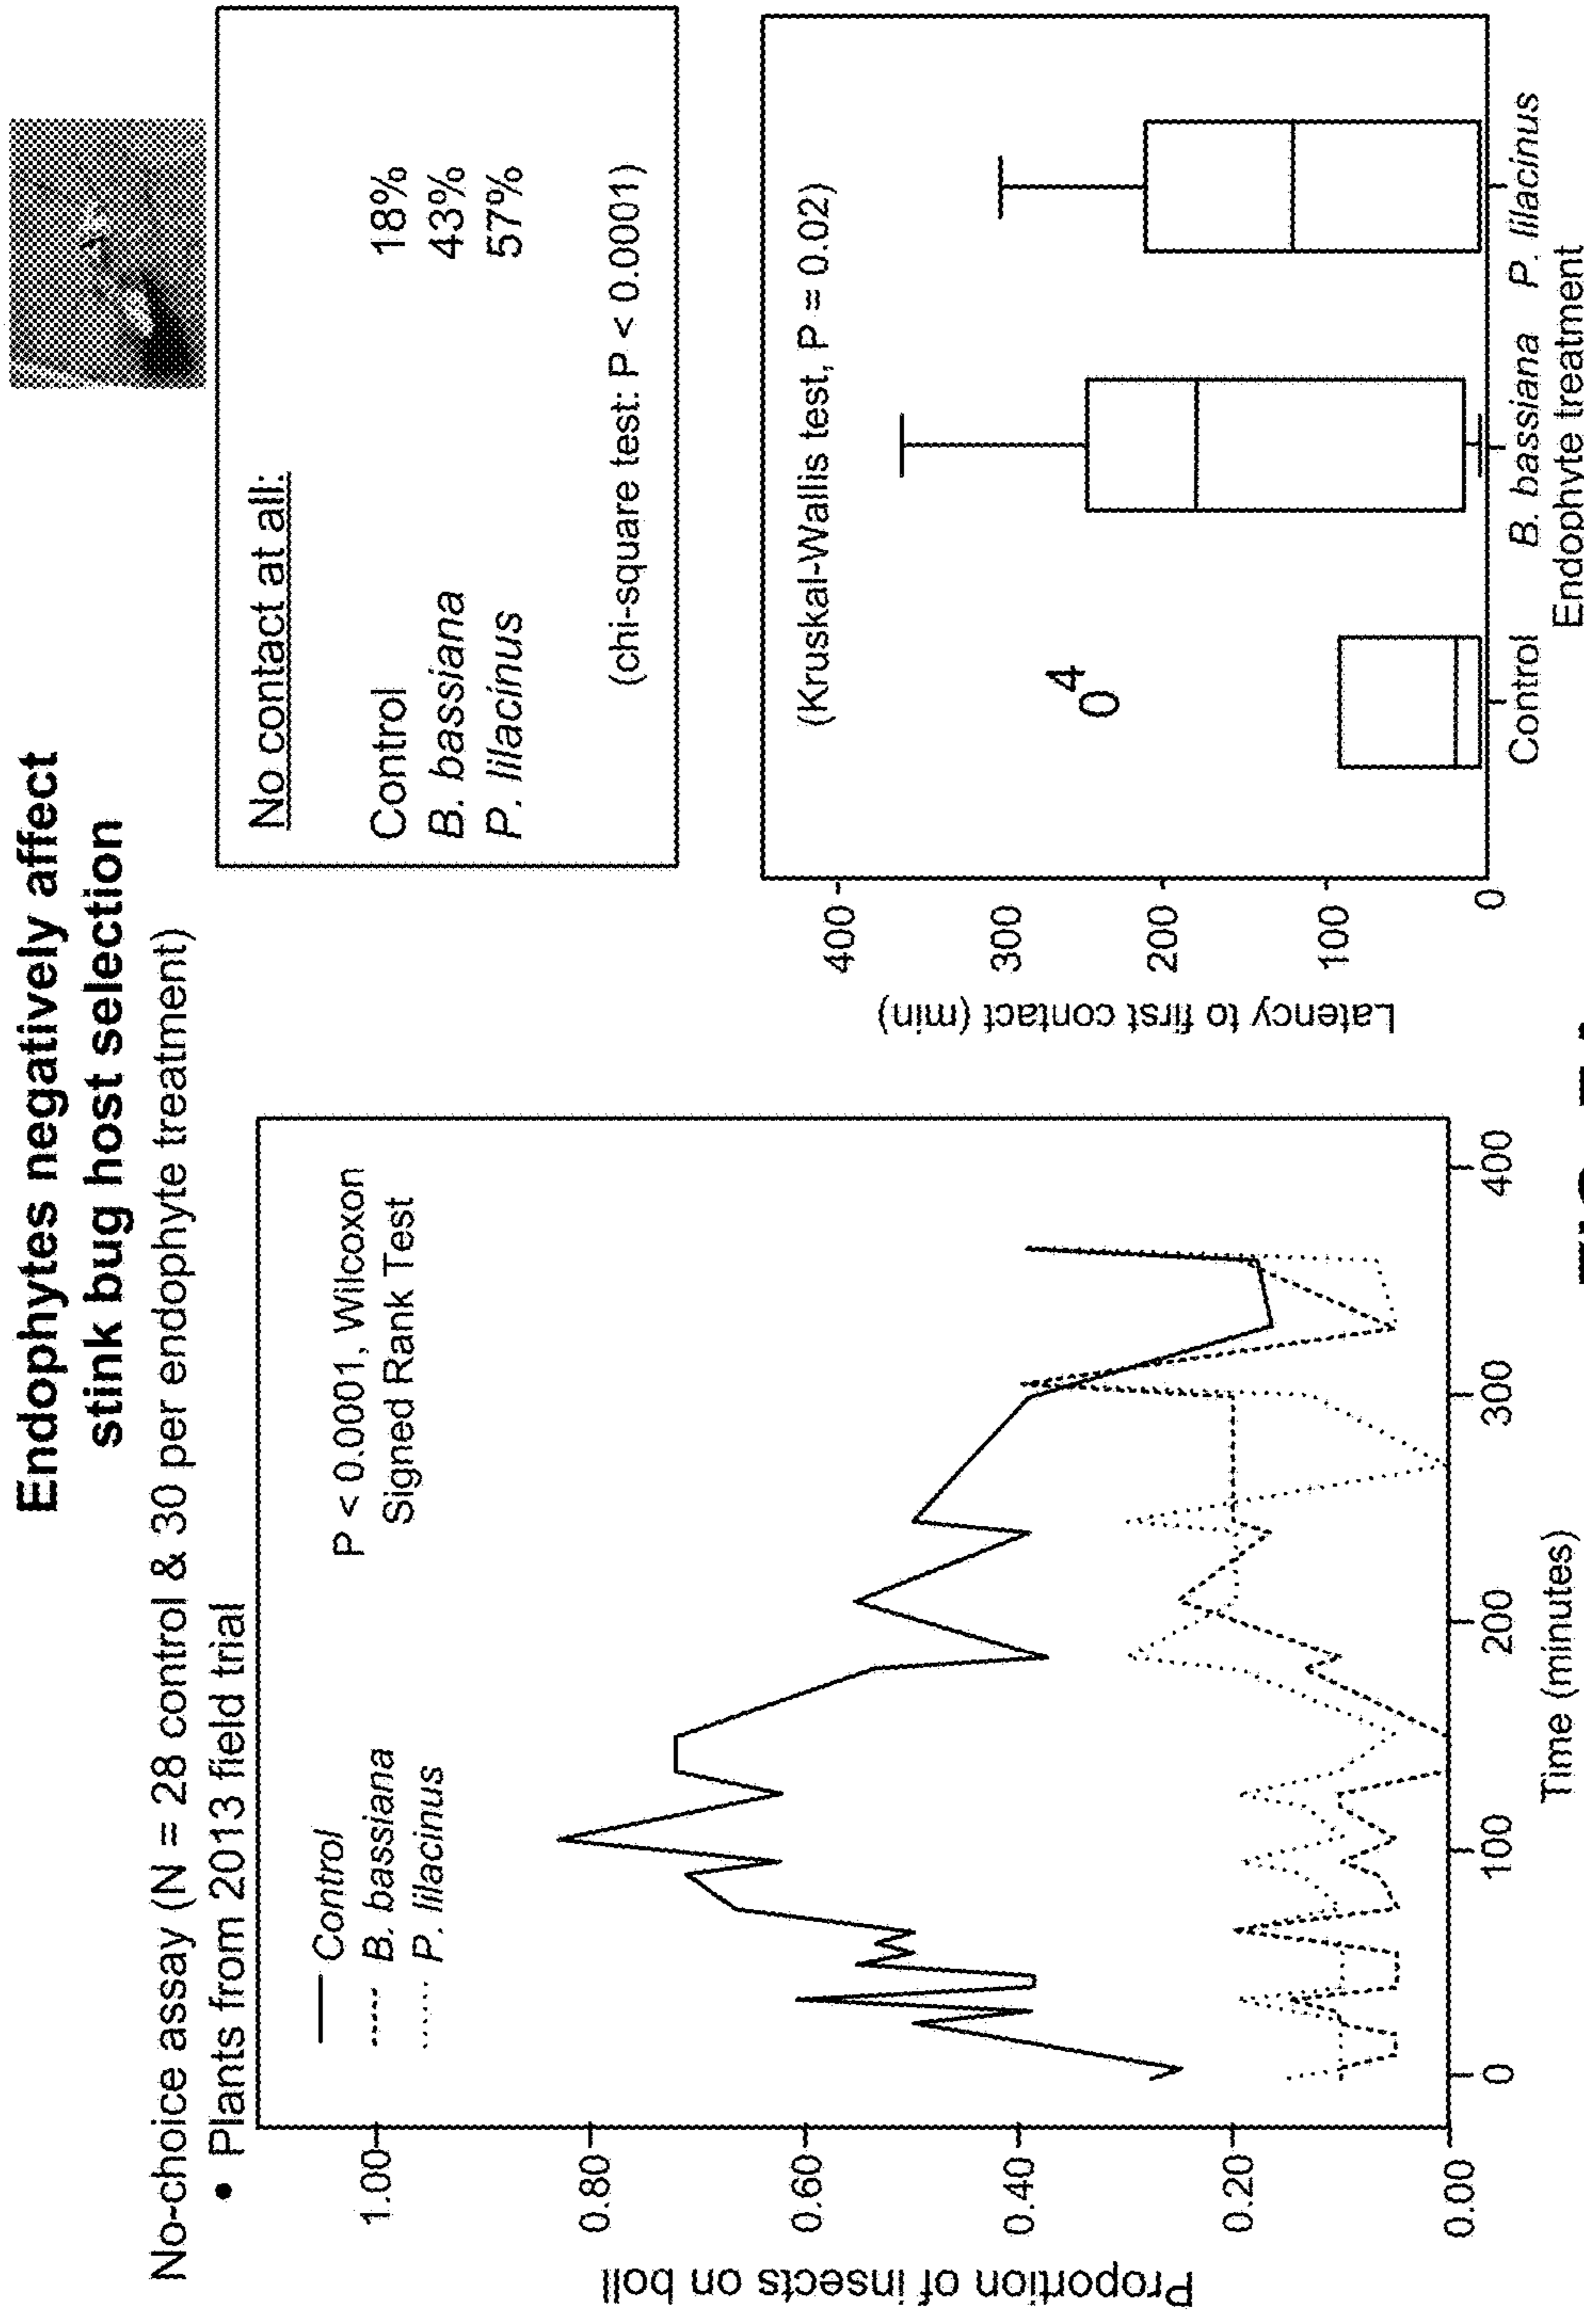 Endophytes negatively affect
stink bug host selection
No-choice assay (N = 28 control & 30 per endophyte treatment)
• Plants from 2013 field trial
Proportion of insects on boll
1.00
0.80
0.60
0.40
0.20
0.00
Control
B. bassiana
P. lilacinus
P < 0.0001, Wilcoxon
Signed Rank Test
0
100
200
300
400
Time (minutes)
No contact at all:
Control 18%
B. bassiana 43%
P. lilacinus 57%
(chi-square test: P < 0.0001)
Latency to first contact (min)
400
300
200
100
0
(Kruskal-Wallis test, P = 0.02)
4
0
Control B. bassiana P. lilacinus
Endophyte treatment